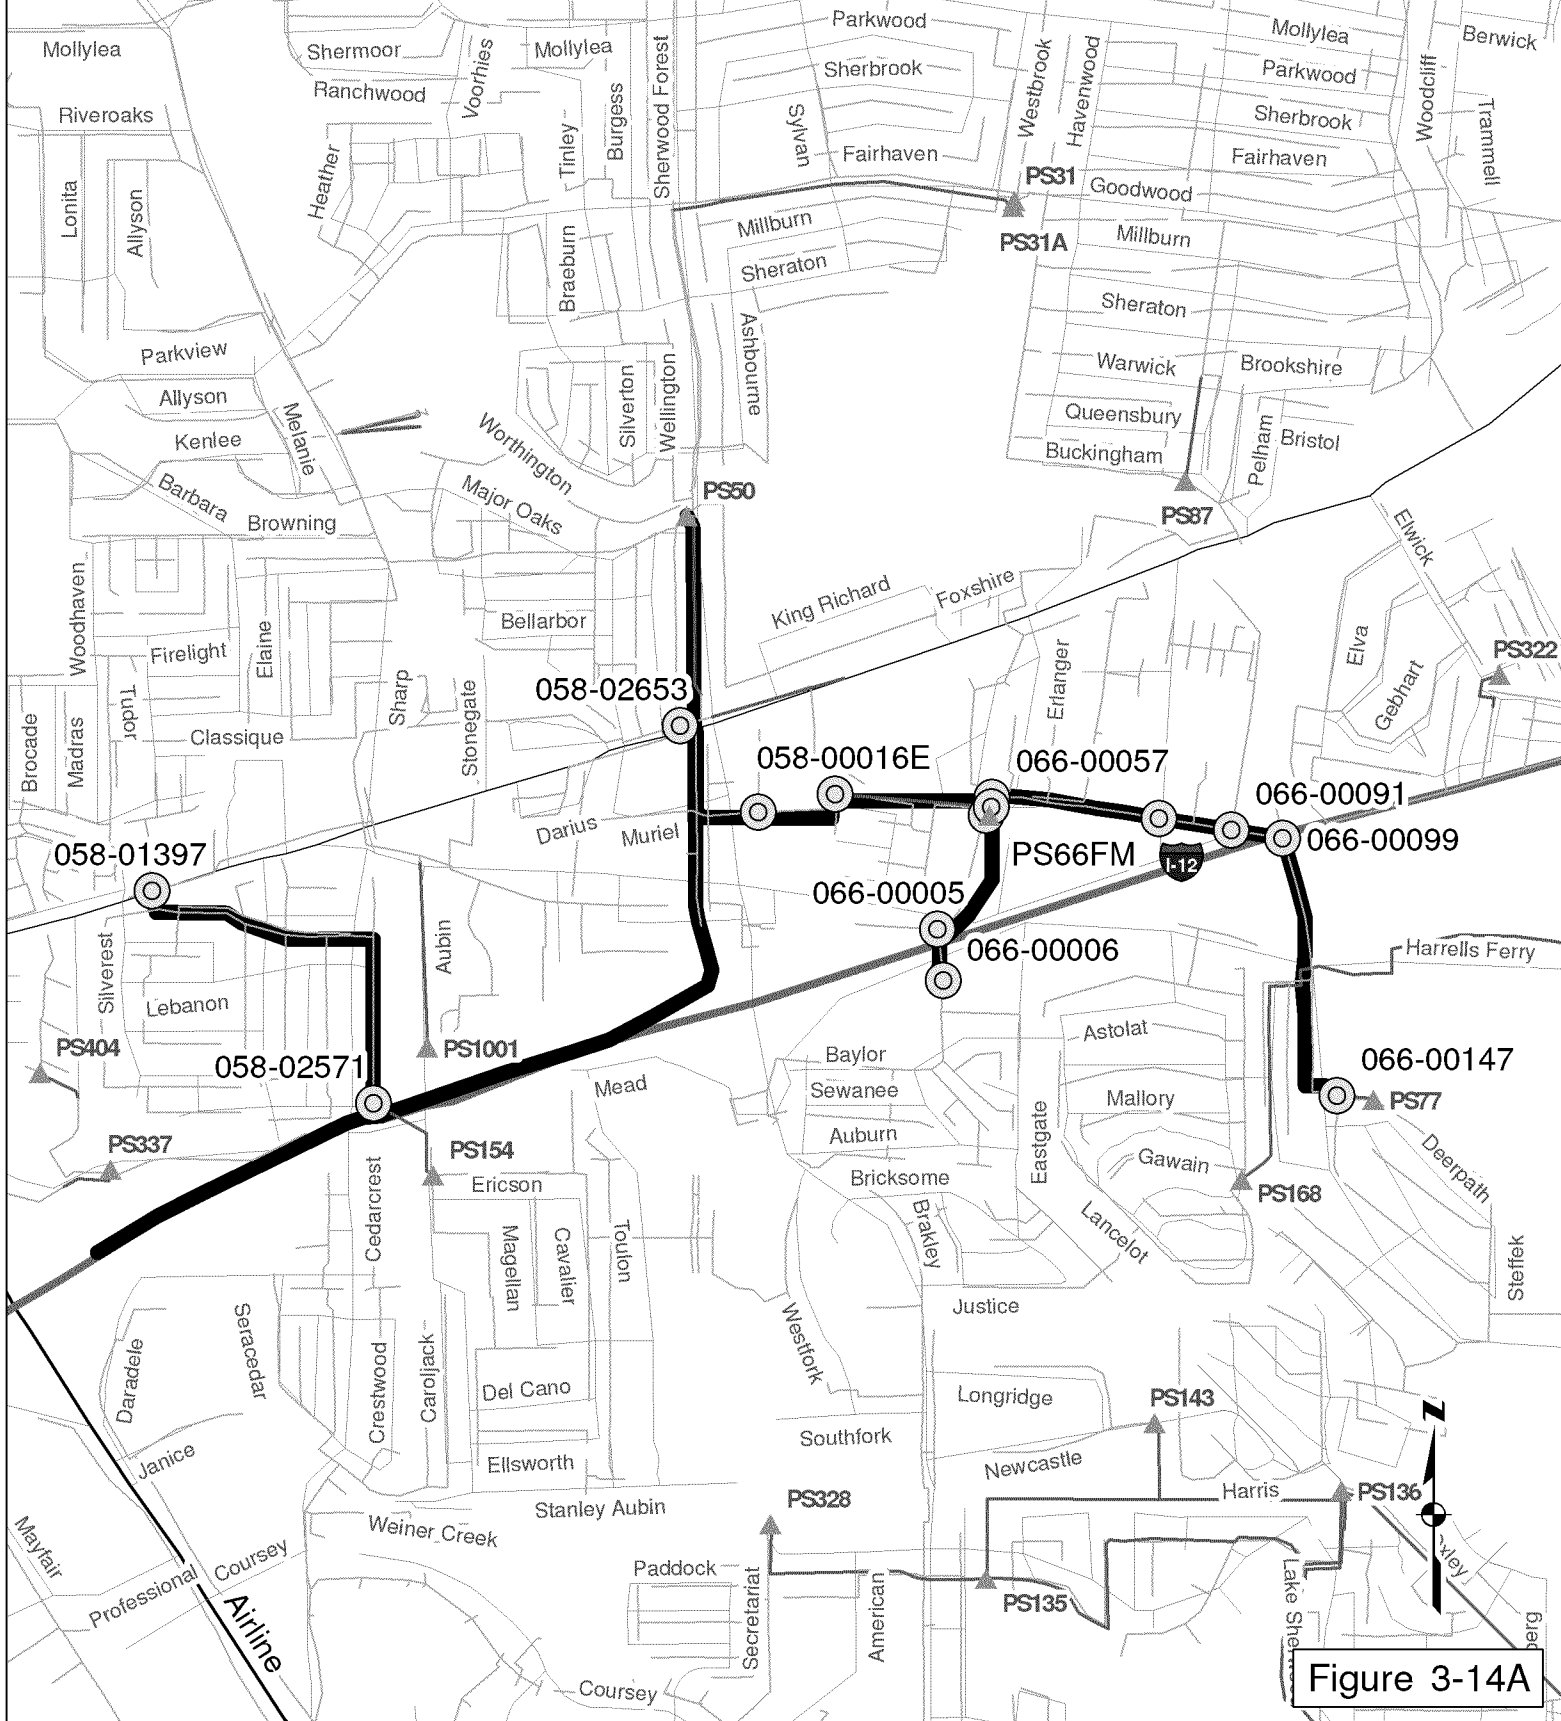 Parkwood
Mollylea
Berwick
Mollylea
Shermoor
Mollylea
Voorhies
Sherwood Forest
Sherbrook
Westbrook
Havenwood
Parkwood
Woodcliff
Ranchwood
Riveroaks
Burgess
Tinley
Sylvan
Sherbrook
Trammell
Heather
Fairhaven
Fairhaven
PS31
Goodwood
Lonita
Allyson
Millburn
PS31A
Millburn
Braeburn
Sheraton
Sheraton
Ashbourne
Parkview
Warwick
Brookshire
Allyson
Melanie
Silverton
Wellington
Queensbury
Kenlee
Worthington
Pelham
Bristol
Buckingham
Barbara
Major Oaks
PS50
PS87
Browning
Elwick
King Richard
Foxshire
Woodhaven
Bellarbor
Elaine
Firelight
Elva
PS322
Erlanger
058-02653
Tudor
Sharp
Stonegate
Gebhart
Brocade
Madras
Classique
058-00016E
066-00057
066-00091
Darius
Muriel
066-00099
058-01397
PS66FM
I-12
066-00005
066-00006
Harrells Ferry
Silverest
Aubin
Lebanon
Astolat
PS404
PS1001
058-02571
Baylor
066-00147
Mead
Sewanee
Mallory
PS77
Auburn
Eastgate
PS337
PS154
Deerpath
Gawain
Bricksome
Ericson
PS168
Cedarcrest
Brakley
Lancelot
Magellan
Cavalier
Toulon
Steffek
Justice
Westfork
Seracedar
Daradele
Crestwood
Caroljack
Del Cano
Longridge
PS143
Z
Southfork
Janice
Ellsworth
Newcastle
Harris
PS136
PS328
Stanley Aubin
Weiner Creek
Mayfair
Coursey
Paddock
Professional
Secretariat
American
PS135
Lake She
xley
berg
Airline
Coursey
Figure 3-14A